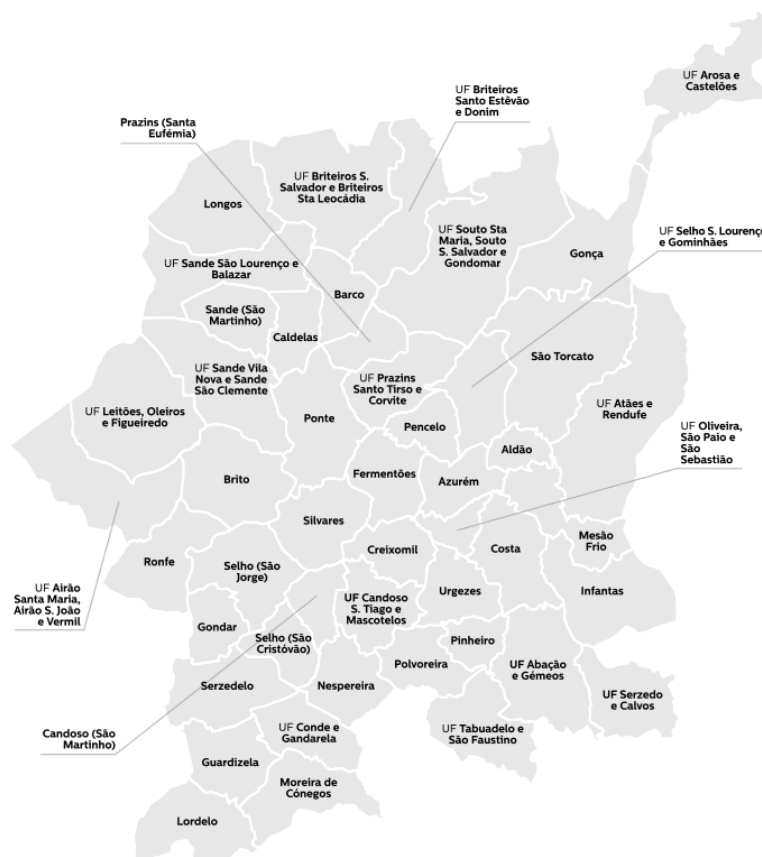 UF Arosa e
Castelões
UF Briteiros
Santo Estêvão
e Donim
Prazins (Santa
Eufémia)
UF Briteiros S.
Salvador e Briteiros
Sta Leocádia
Longos
UF Souto Sta
Maria, Souto
S. Salvador e
Gondomar
UF Selho S. Lourenço
e Gominhães
Gonça
UF Sande São Lourenço e
Balazar
Barco
Sande (São
Martinho)
Caldelas
São Torcato
UF Sande Vila
Nova e Sande
São Clemente
UF Prazins
Santo Tirso e
Corvite
UF Atães e
Rendufe
UF Leitões, Oleiros
e Figueiredo
Ponte
Pencelo
UF Oliveira,
São Paio e
São
Sebastião
Aldão
Brito
Fermentões
Azurém
Silvares
Creixomil
Costa
Mesão
Frio
Ronfe
Selho (São
Jorge)
UF Airão
Santa Maria,
Airão S. João
e Vermil
UF Candoso
S. Tiago e
Mascotelos
Urgezes
Infantas
Gondar
Selho (São
Cristóvão)
Pinheiro
Polvoreira
UF Abação
e Gémeos
Serzedelo
Nespereira
UF Serzedo
e Calvos
Candoso (São
Martinho)
UF Conde e
Gandarela
UF Tabuadelo e
São Faustino
Guardizela
Moreira de
Cónegos
Lordelo